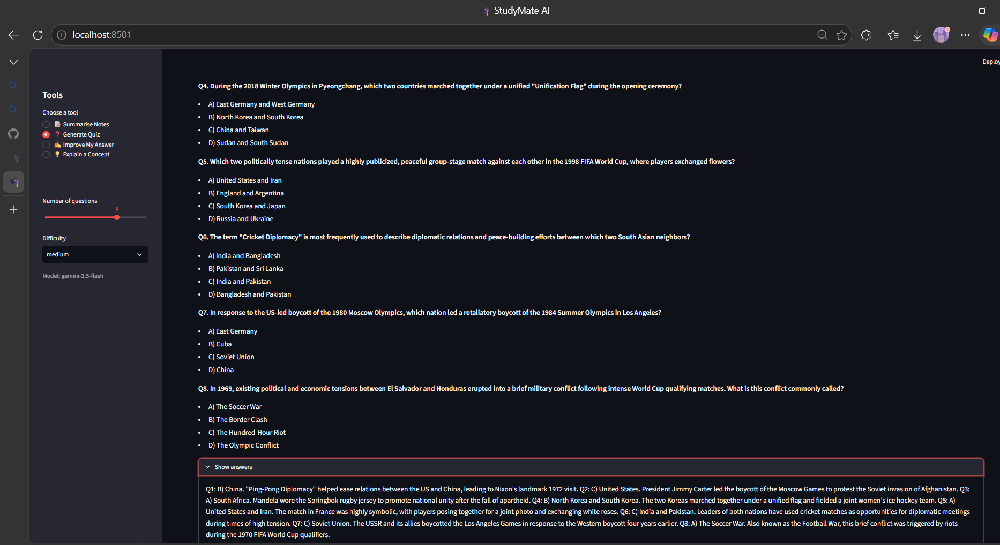 StudyMate AI
localhost:8501
Deploy
Tools
Choose a tool
Summarise Notes
Generate Quiz
Improve My Answer
Explain a Concept
Number of questions
8
Difficulty
medium
Model: gemini-3.5-flash
Q4. During the 2018 Winter Olympics in Pyeongchang, which two countries marched together under a unified "Unification Flag" during the opening ceremony?
A) East Germany and West Germany
B) North Korea and South Korea
C) China and Taiwan
D) Sudan and South Sudan
Q5. Which two politically tense nations played a highly publicized, peaceful group-stage match against each other in the 1998 FIFA World Cup, where players exchanged flowers?
A) United States and Iran
B) England and Argentina
C) South Korea and Japan
D) Russia and Ukraine
Q6. The term "Cricket Diplomacy" is most frequently used to describe diplomatic relations and peace-building efforts between which two South Asian neighbors?
A) India and Bangladesh
B) Pakistan and Sri Lanka
C) India and Pakistan
D) Bangladesh and Pakistan
Q7. In response to the US-led boycott of the 1980 Moscow Olympics, which nation led a retaliatory boycott of the 1984 Summer Olympics in Los Angeles?
A) East Germany
B) Cuba
C) Soviet Union
D) China
Q8. In 1969, existing political and economic tensions between El Salvador and Honduras erupted into a brief military conflict following intense World Cup qualifying matches. What is this conflict commonly called?
A) The Soccer War
B) The Border Clash
C) The Hundred-Hour Riot
D) The Olympic Conflict
Show answers
Q1: B) China. "Ping-Pong Diplomacy" helped ease relations between the US and China, leading to Nixon's landmark 1972 visit. Q2: C) United States. President Jimmy Carter led the boycott of the Moscow Games to protest the Soviet invasion of Afghanistan. Q3:
A) South Africa. Mandela wore the Springbok rugby jersey to promote national unity after the fall of apartheid. Q4: B) North Korea and South Korea. The two Koreas marched together under a unified flag and fielded a joint women's ice hockey team. Q5: A)
United States and Iran. The match in France was highly symbolic, with players posing together for a joint photo and exchanging white roses. Q6: C) India and Pakistan. Leaders of both nations have used cricket matches as opportunities for diplomatic meetings
during times of high tension. Q7: C) Soviet Union. The USSR and its allies boycotted the Los Angeles Games in response to the Western boycott four years earlier. Q8: A) The Soccer War. Also known as the Football War, this brief conflict was triggered by riots
during the 1970 FIFA World Cup qualifiers.